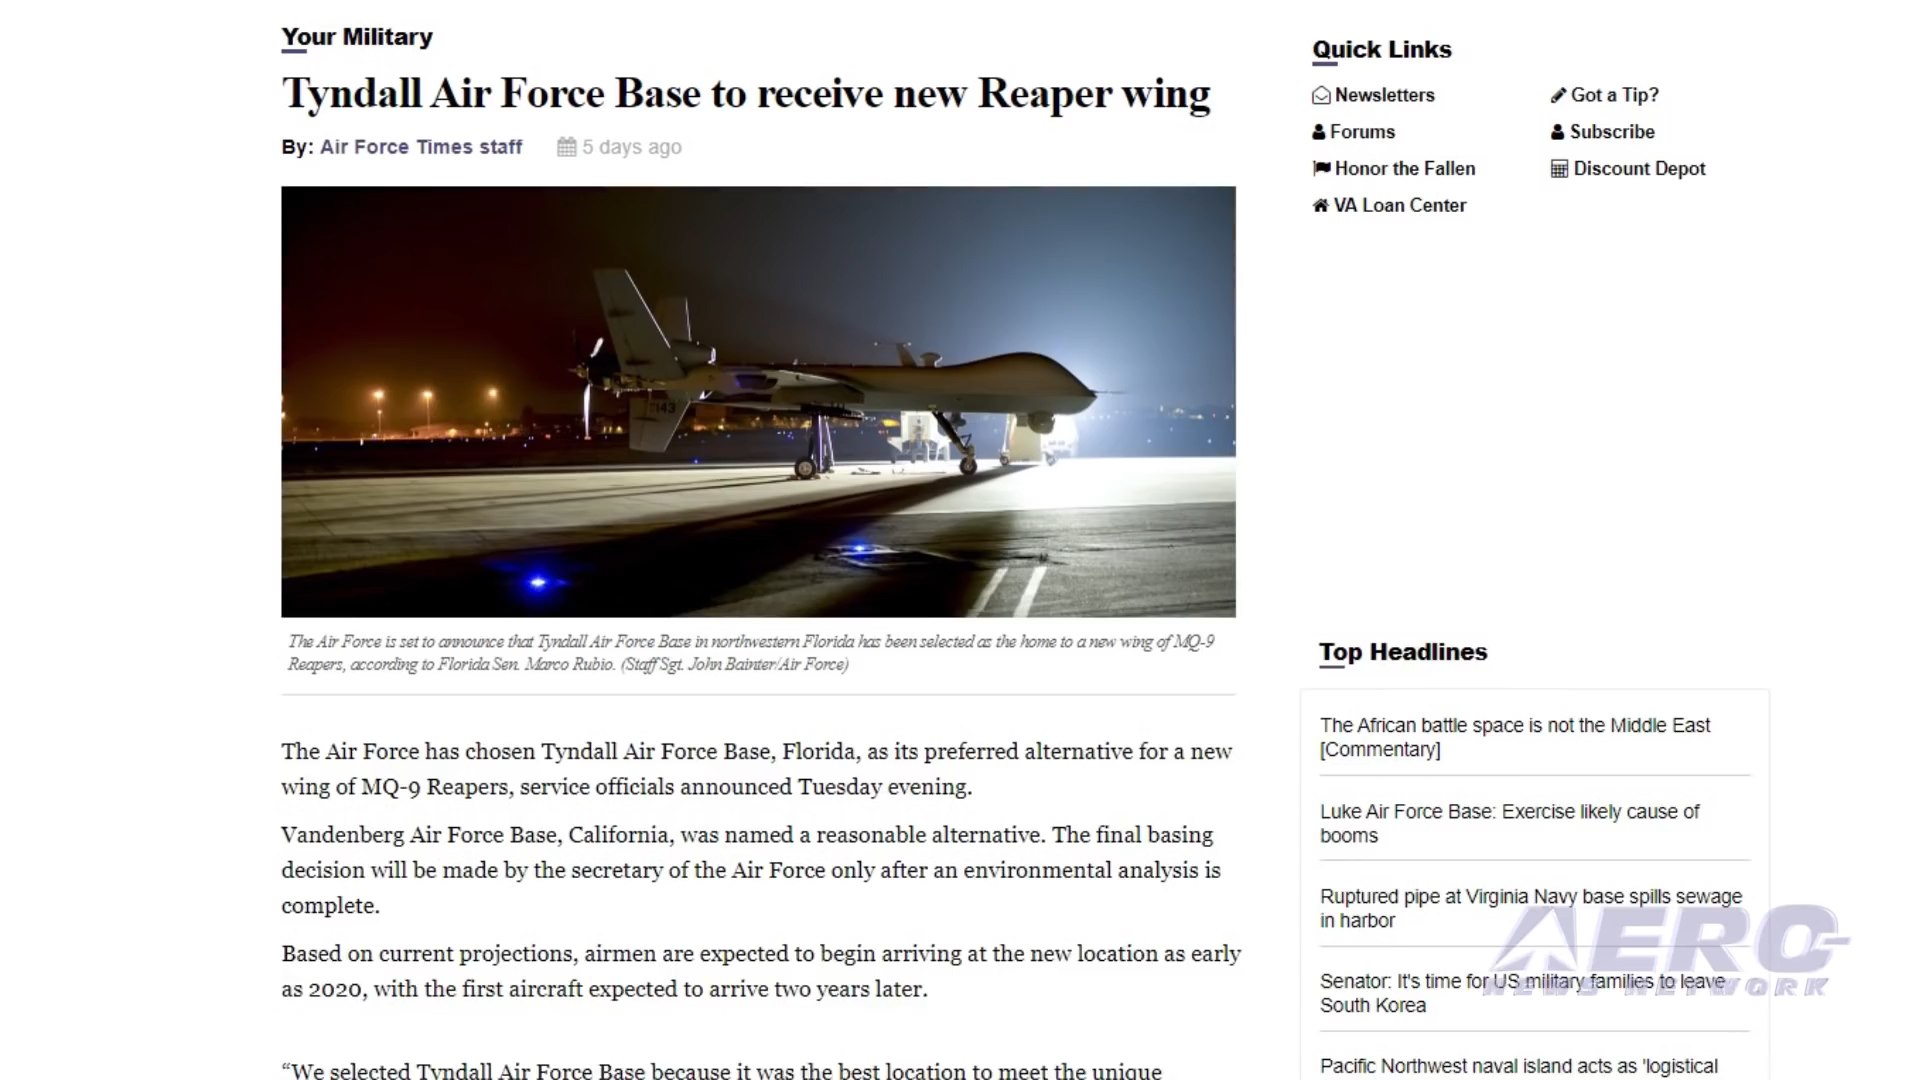 Your Military
Tyndall Air Force Base to receive new Reaper wing
By: Air Force Times staff 5 days ago
143
The Air Force is set to announce that Tyndall Air Force Base in northwestern Florida has been selected as the home to a new wing of MQ-9
Reapers, according to Florida Sen. Marco Rubio. (Staff Sgt. John Bainter/Air Force)
The Air Force has chosen Tyndall Air Force Base, Florida, as its preferred alternative for a new
wing of MQ-9 Reapers, service officials announced Tuesday evening.
Vandenberg Air Force Base, California, was named a reasonable alternative. The final basing
decision will be made by the secretary of the Air Force only after an environmental analysis is
complete.
Based on current projections, airmen are expected to begin arriving at the new location as early
as 2020, with the first aircraft expected to arrive two years later.
“We selected Tyndall Air Force Base because it was the best location to meet the unique
Quick Links
Newsletters
Got a Tip?
Forums
Subscribe
Honor the Fallen
Discount Depot
VA Loan Center
Top Headlines
The African battle space is not the Middle East
[Commentary]
Luke Air Force Base: Exercise likely cause of
booms
Ruptured pipe at Virginia Navy base spills sewage
in harbor
Senator: It's time for US military families to leave
South Korea
Pacific Northwest naval island acts as 'logistical
AERO
NEWS NETWORK